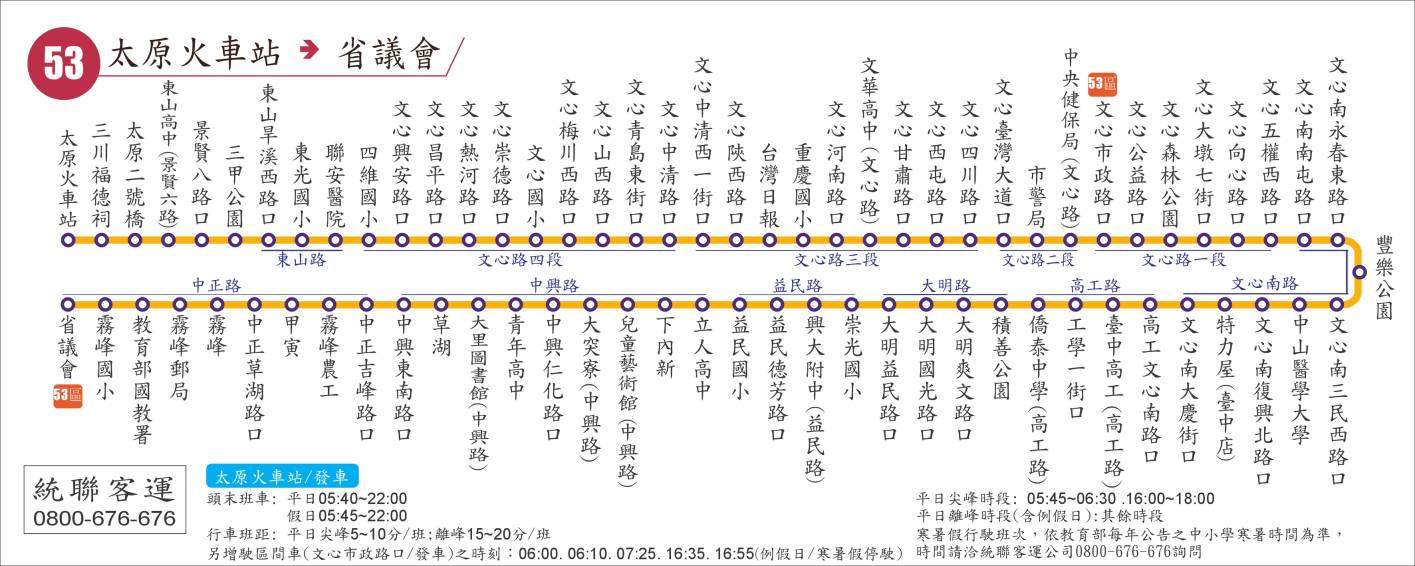 53 太原火車站 → 省議會
太原火車站
三川福德祠
太原二號橋
東山高中(景賢六路)
景賢八路口
三甲公園
東山旱溪西路口
東光國小
聯安醫院
四維國小
文心興安路口
文心昌平路口
文心熱河路口
文心崇德路口
文心國小
文心梅川西路口
文心山西路口
文心青島東街口
文心中清路口
文心中清西一街口
文心陝西路口
台灣日報
重慶國小
文心河南路口
文華高中(文心路)
文心甘肅路口
文心西屯路口
文心四川路口
文心臺灣大道口
市警局
中央健保局(文心路)
53區
文心市政路口
文心公益路口
文心森林公園
文心大墩七街口
文心向心路口
文心五權西路口
文心南南屯路口
文心南永春東路口
豐樂公園
東山路
文心路四段
文心路三段
文心路二段
文心路一段
中正路
中興路
益民路
大明路
高工路
文心南路
省議會
53區
霧峰國小
教育部國教署
霧峰郵局
霧峰
中正草湖路口
甲寅
霧峰農工
中正吉峰路口
中興東南路口
草湖
大里圖書館(中興路)
青年高中
中興仁化路口
大突寮(中興路)
兒童藝術館(中興路)
下內新
立人高中
益民國小
益民德芳路口
興大附中(益民路)
崇光國小
大明益民路口
大明國光路口
大明爽文路口
積善公園
僑泰中學(高工路)
工學一街口
臺中高工(高工路)
高工文心南路口
文心南大慶街口
特力屋(臺中店)
文心南復興北路口
中山醫學大學
文心南三民西路口
統聯客運
0800-676-676
太原火車站/發車
頭末班車: 平日05:40~22:00
假日05:45~22:00
行車班距: 平日尖峰5~10分/班;離峰15~20分/班
另增駛區間車(文心市政路口/發車)之時刻：06:00. 06:10. 07:25. 16:35. 16:55(例假日/寒暑假停駛)
平日尖峰時段: 05:45~06:30 .16:00~18:00
平日離峰時段(含例假日):其餘時段
寒暑假行駛班次，依教育部每年公告之中小學寒暑時間為準，
時間請洽統聯客運公司0800-676-676詢問